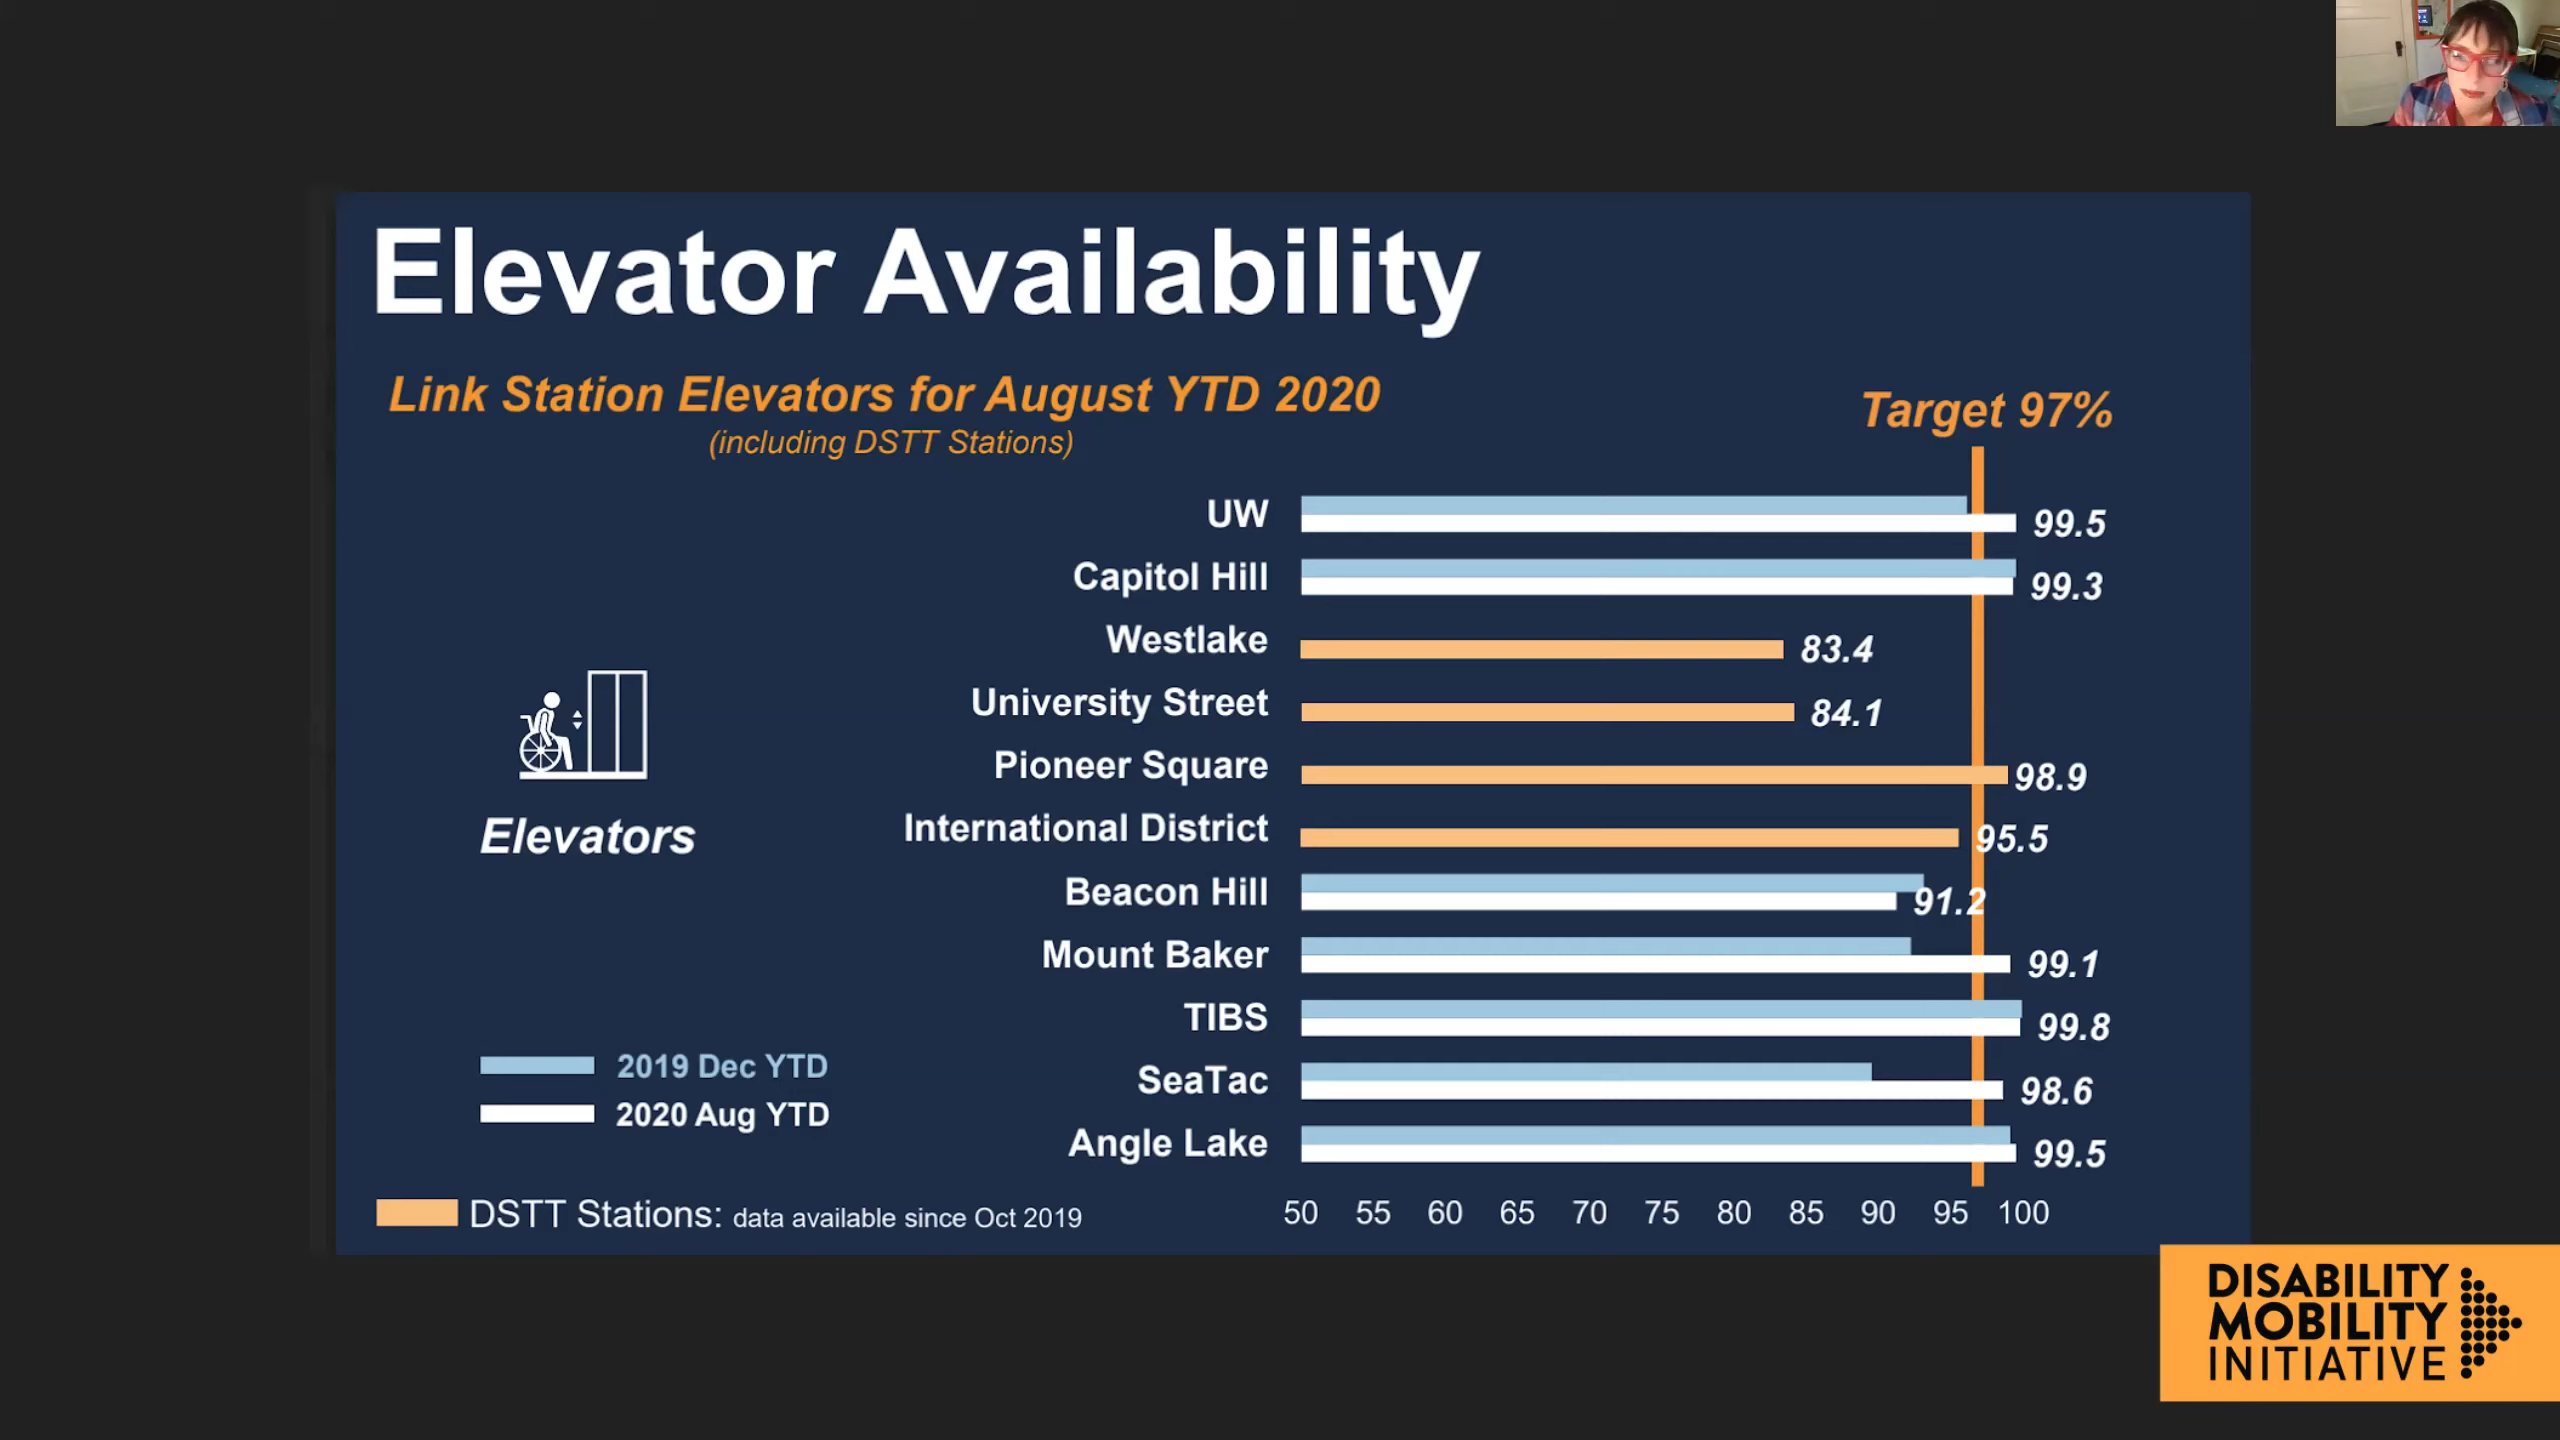 Elevator Availability
Link Station Elevators for August YTD 2020
(including DSTT Stations)
Target 97%
UW 99.5
Capitol Hill 99.3
Westlake 83.4
University Street 84.1
Pioneer Square 98.9
International District 95.5
Beacon Hill 91.2
Mount Baker 99.1
TIBS 99.8
SeaTac 98.6
Angle Lake 99.5
Elevators
2019 Dec YTD
2020 Aug YTD
DSTT Stations: data available since Oct 2019
50 55 60 65 70 75 80 85 90 95 100
DISABILITY
MOBILITY
INITIATIVE